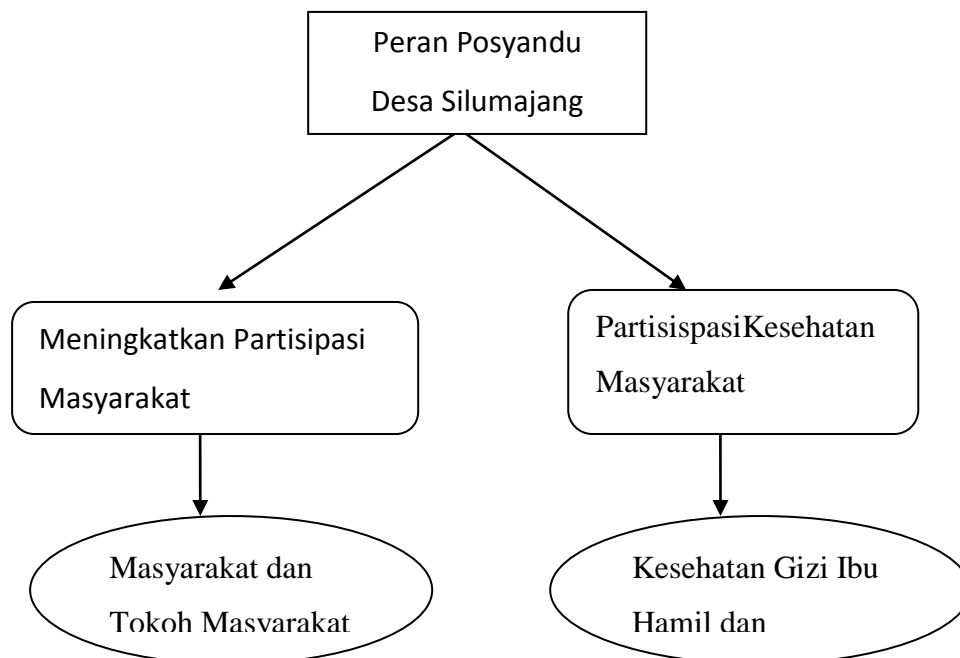 Peran Posyandu
Desa Silumajang
Meningkatkan Partisipasi
Masyarakat
PartisispasiKesehatan
Masyarakat
Masyarakat dan
Tokoh Masyarakat
Kesehatan Gizi Ibu
Hamil dan